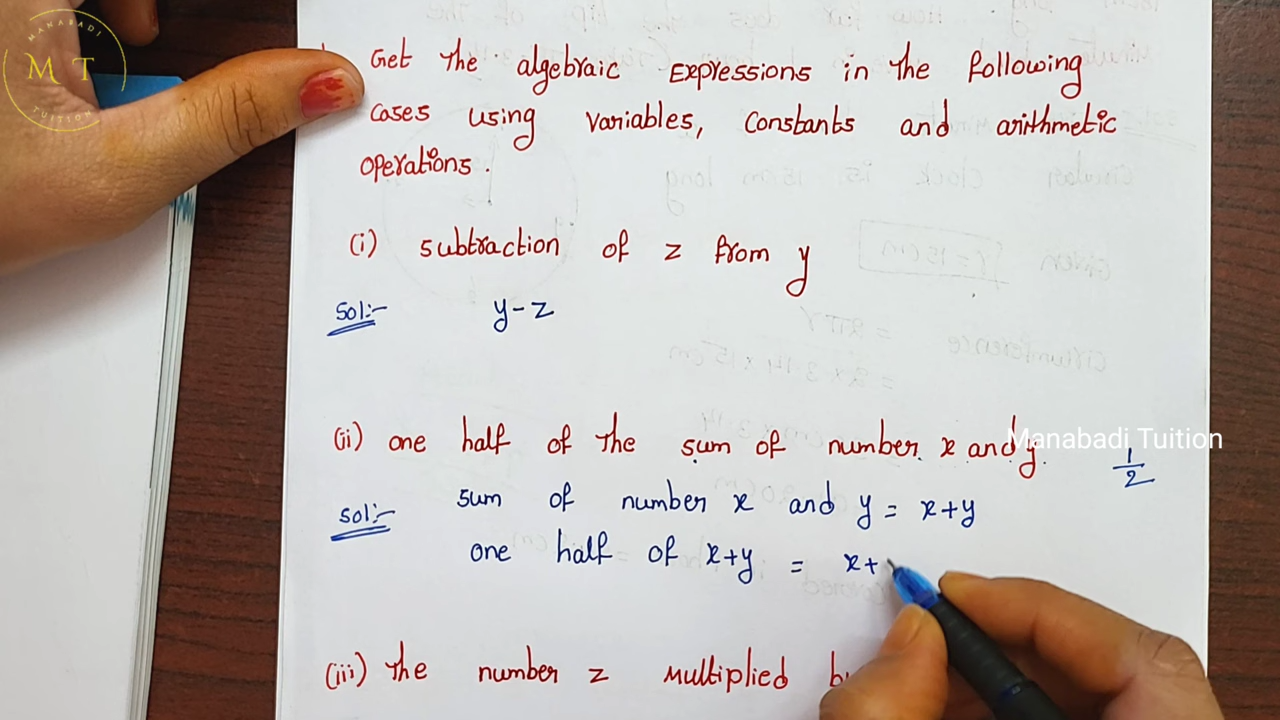 MANABADI
M T
TUITION
Get the algebraic Expressions in the following
cases using variables, constants and arithmetic
operations.
(i) subtraction of z from y
Sol:- y-z
(ii) one half of the sum of number x and y.
Manabadi Tuition
1/2
Sol:- sum of number x and y = x+y
one half of x+y = x+
(iii) The number z multiplied